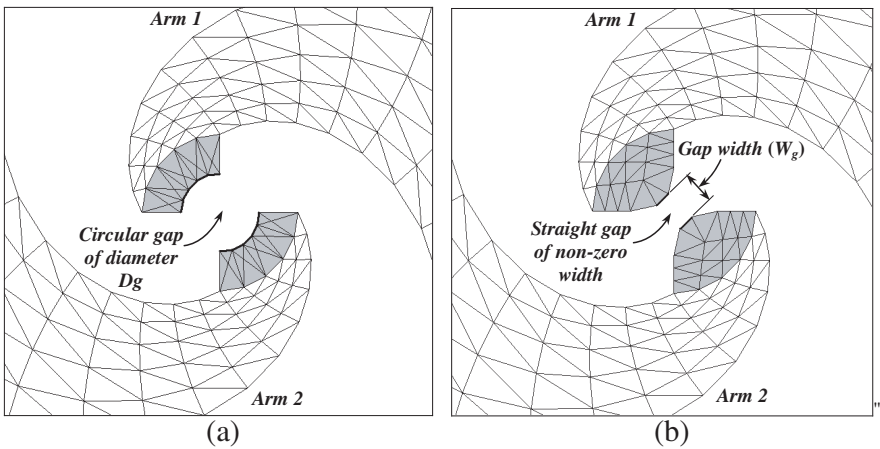 Arm 1
Circular gap
of diameter
Dg
Arm 2
(a)
Arm 1
Gap width (Wg)
Straight gap
of non-zero
width
Arm 2
"
(b)